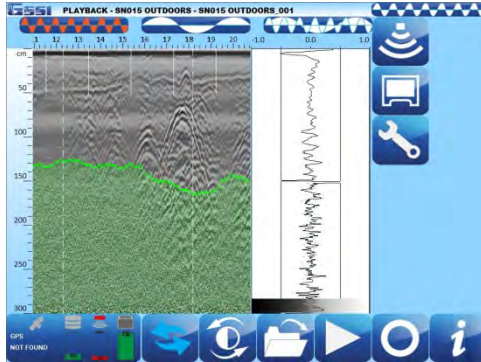 GSSI PLAYBACK - SN015 OUTDOORS - SN015 OUTDOORS_001
1 12 13 14 15 16 17 18 19 20 -1.0 0.0 1.0
cm
50
100
150
200
250
300
GPS
NOT FOUND
i